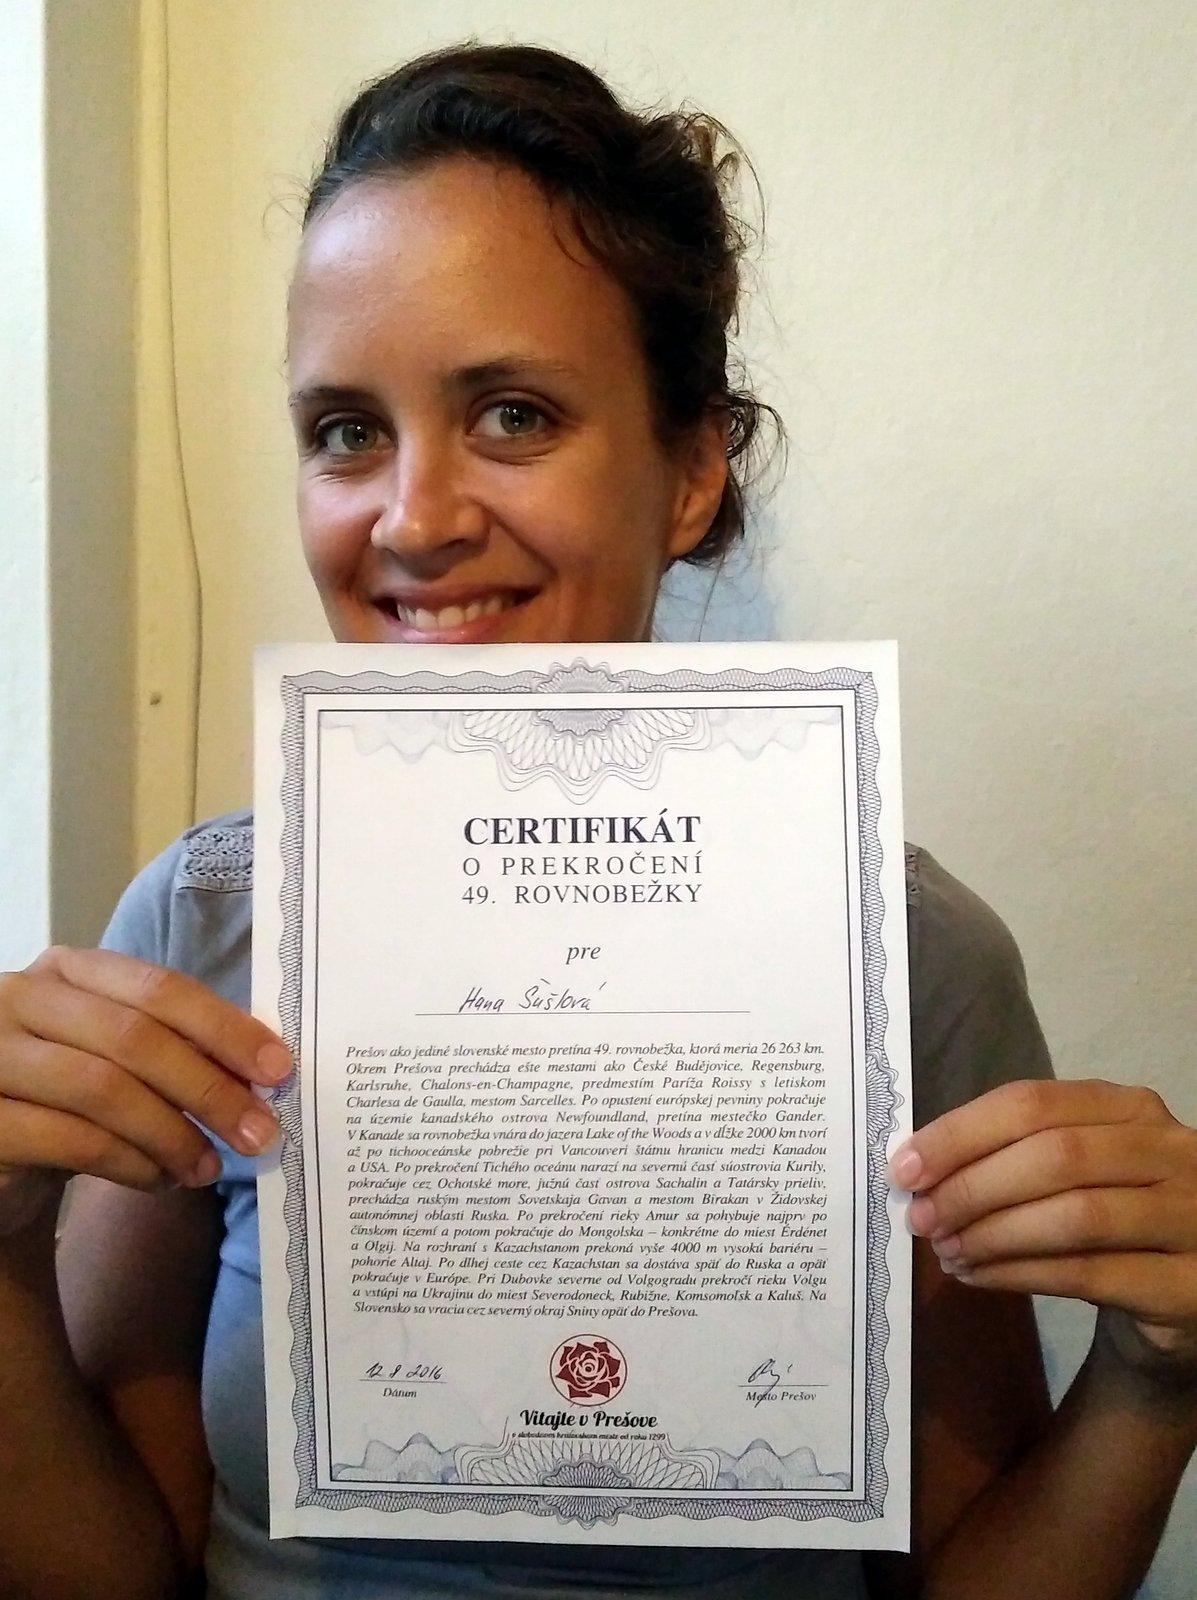 CERTIFIKÁT
O PREKROČENÍ
49. ROVNOBEŽKY
pre
Hana Šúšlová
Prešov ako jediné slovenské mesto pretína 49. rovnobežka, ktorá meria 26 263 km.
Okrem Prešova prechádza ešte mestami ako České Budějovice, Regensburg,
Karlsruhe, Chalons-en-Champagne, predmestím Paríža Roissy s letiskom
Charlesa de Gaulla, mestom Sarcelles. Po opustení európskej pevniny pokračuje
na územie kanadského ostrova Newfoundland, pretína mestečko Gander.
V Kanade sa rovnobežka vnára do jazera Lake of the Woods a v dĺžke 2000 km tvorí
až po tichooceánske pobrežie pri Vancouveri štátnu hranicu medzi Kanadou
a USA. Po prekročení Tichého oceánu narazí na severnú časť súostrovia Kurily,
pokračuje cez Ochotské more, južnú časť ostrova Sachalin a Tatársky prieliv,
prechádza ruským mestom Sovetskaja Gavan a mestom Birakan v Židovskej
autonómnej oblasti Ruska. Po prekročení rieky Amur sa pohybuje najprv po
čínskom území a potom pokračuje do Mongolska – konkrétne do miest Erdénet
a Olgij. Na rozhraní s Kazachstanom prekoná vyše 4000 m vysokú bariéru –
pohorie Altaj. Po dlhej ceste cez Kazachstan sa dostáva späť do Ruska a opäť
pokračuje v Európe. Pri Dubovke severne od Volgogradu prekročí rieku Volgu
a vstúpi na Ukrajinu do miest Severodoneck, Rubižne, Komsomoľsk a Kaluš. Na
Slovensko sa vracia cez severný okraj Sniny opäť do Prešova.
12 8 2016
Dátum
Mesto Prešov
Vitajte v Prešove
v slobodnom kráľovskom meste od roku 1299